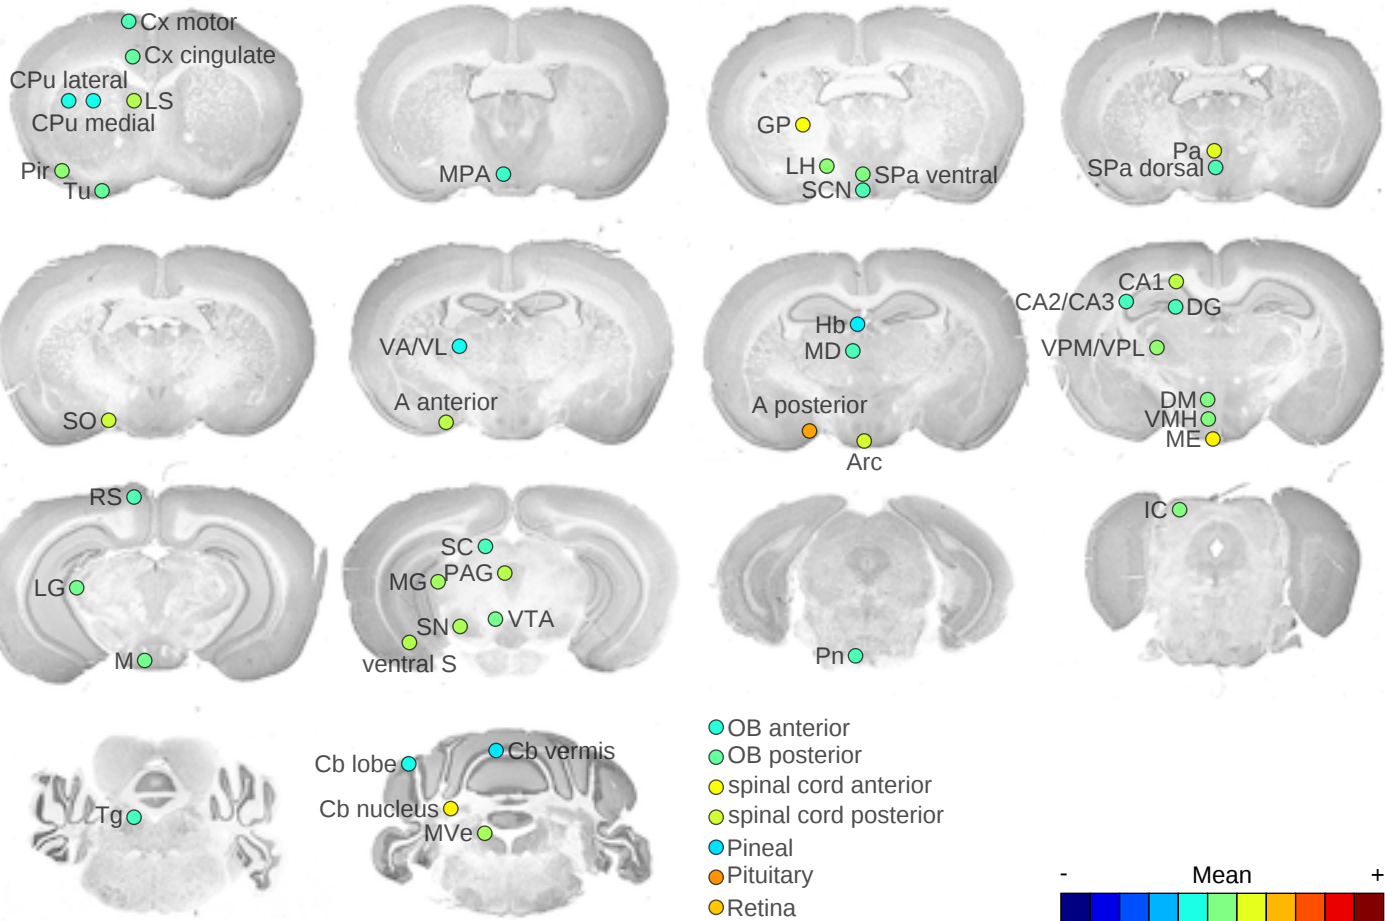 Cx motor
Cx cingulate
CPu lateral
LS
CPu medial
Pir
Tu
MPA
GP
LH
SPa ventral
SCN
Pa
SPa dorsal
SO
VA/VL
A anterior
Hb
MD
A posterior
Arc
CA1
CA2/CA3
DG
VPM/VPL
DM
VMH
ME
RS
LG
M
SC
MG
PAG
SN
VTA
ventral S
Pn
IC
Tg
Cb lobe
Cb vermis
Cb nucleus
MVe
OB anterior
OB posterior
spinal cord anterior
spinal cord posterior
Pineal
Pituitary
Retina
- Mean +